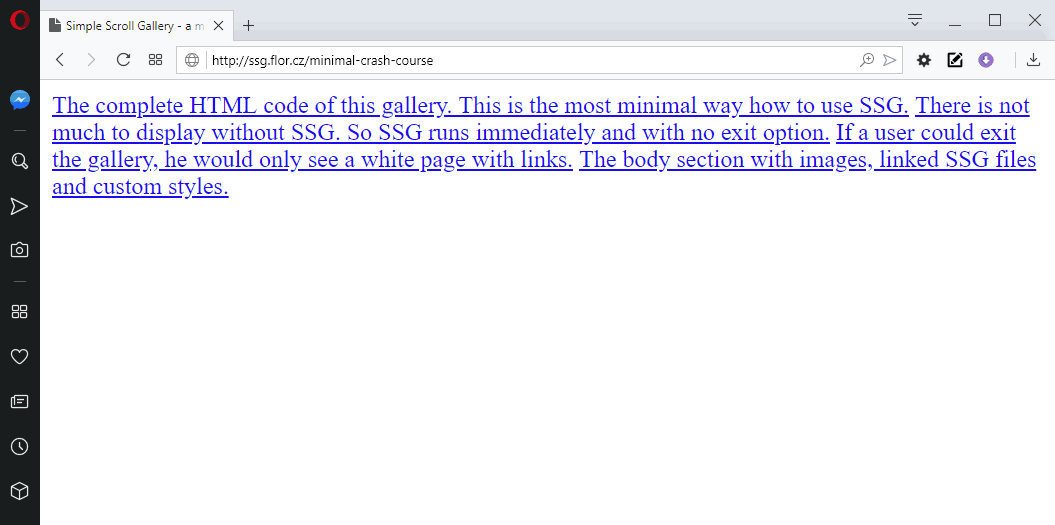 Simple Scroll Gallery - a m
http://ssg.flor.cz/minimal-crash-course
The complete HTML code of this gallery. This is the most minimal way how to use SSG. There is not
much to display without SSG. So SSG runs immediately and with no exit option. If a user could exit
the gallery, he would only see a white page with links. The body section with images, linked SSG files
and custom styles.